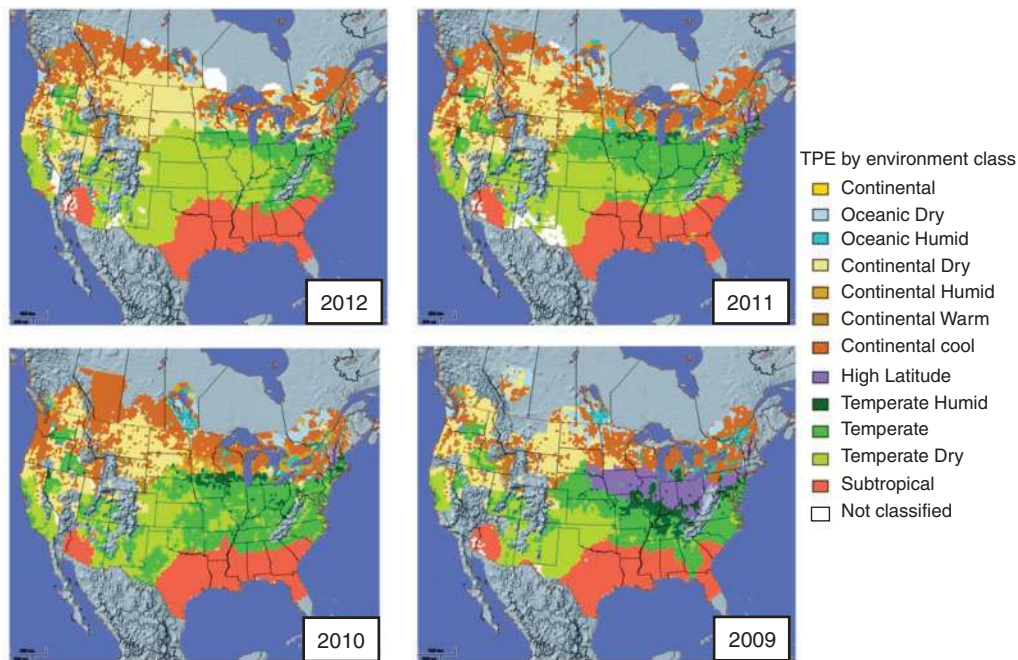 2012
2011
TPE by environment class
Continental
Oceanic Dry
Oceanic Humid
Continental Dry
Continental Humid
Continental Warm
Continental cool
High Latitude
Temperate Humid
Temperate
Temperate Dry
Subtropical
Not classified
2010
2009